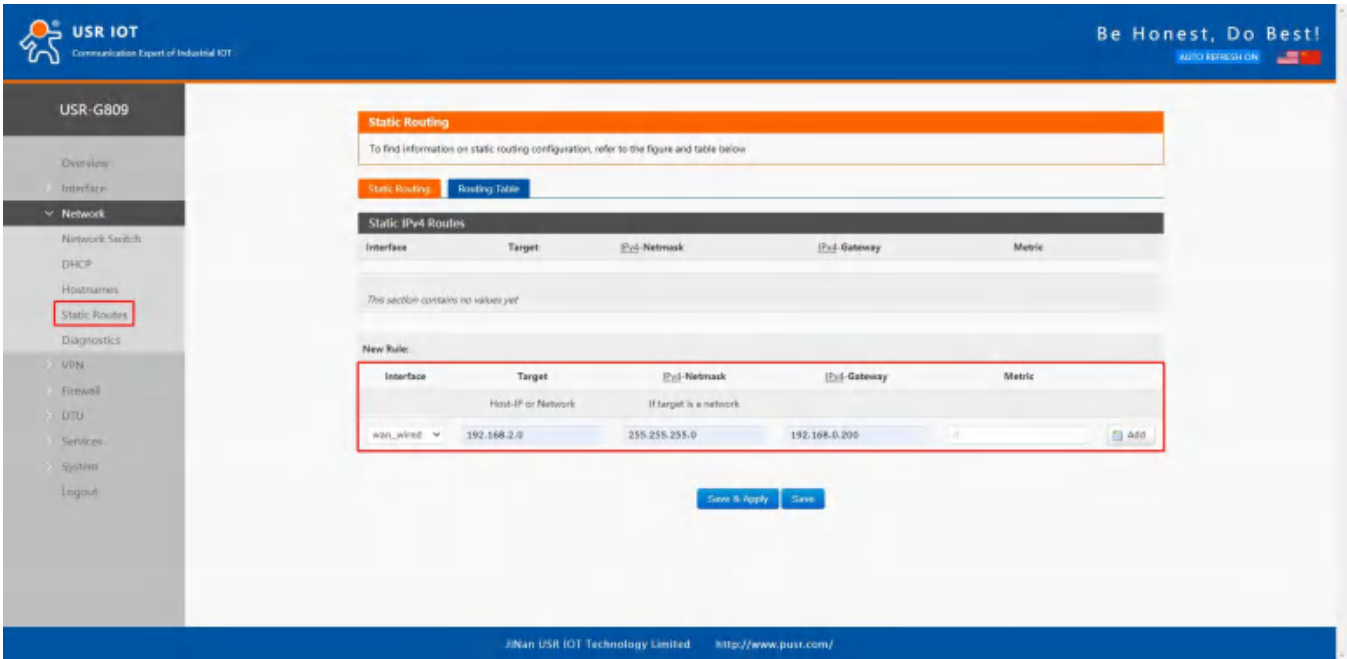 USR IOT
Communication Expert of Industrial IOT
Be Honest, Do Best!
AUTO REFRESH ON
USR-G809
Overview
Interface
Network
Network Switch
DHCP
Hostnames
Static Routes
Diagnostics
VPN
Firewall
DTU
Services
System
Logout
Static Routing
To find information on static routing configuration, refer to the figure and table below
Static Routing Routing Table
Static IPv4 Routes
Interface Target IPv4-Netmask IPv4-Gateway Metric
This section contains no values yet
New Rule:
Interface Target IPv4-Netmask IPv4-Gateway Metric
Host-IP or Network If target is a network
wan_wired 192.168.2.0 255.255.255.0 192.168.0.200 Add
Save & Apply Save
JiNan USR IOT Technology Limited http://www.pusr.com/